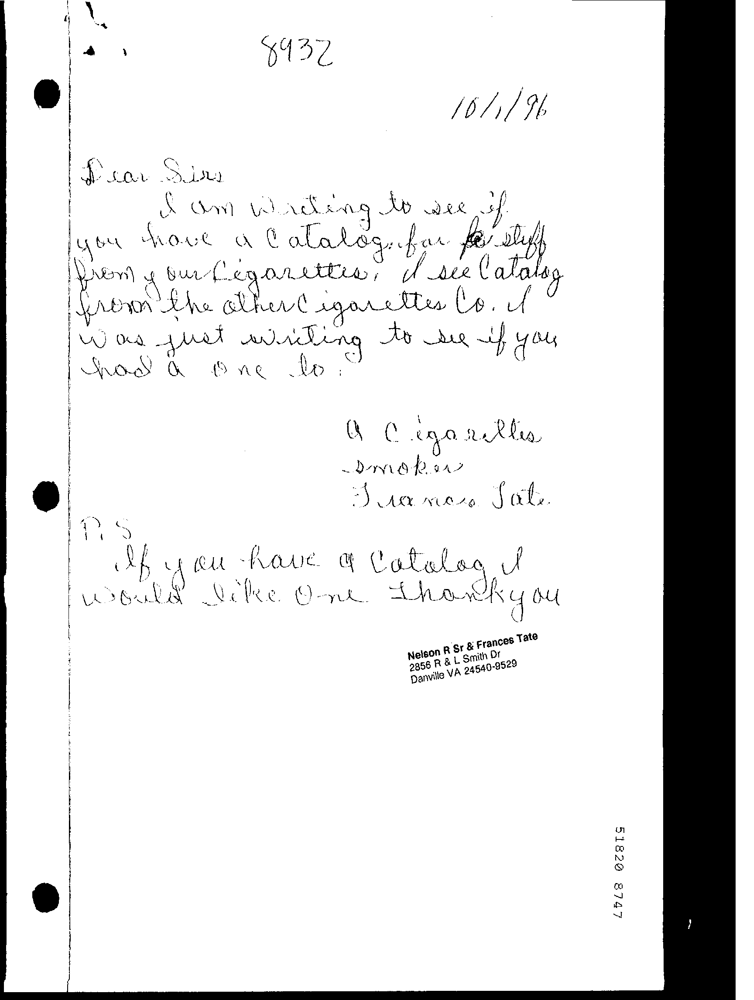 8932
10/1/96
Dear Sirs
I am writing to see if
you have a Catalog. for stuff
from your Cigarettes, I see Catalog
from the other Cigarettes Co. I
was just writing to see if you
had a one to.
A Cigarettes
smoker
Frances Tate
P.S
If you have a Catalog I
would like One Thank you
Nelson R Sr & Frances Tate
2856 R & L Smith Dr
Danville VA 24540-9529
51820 8747